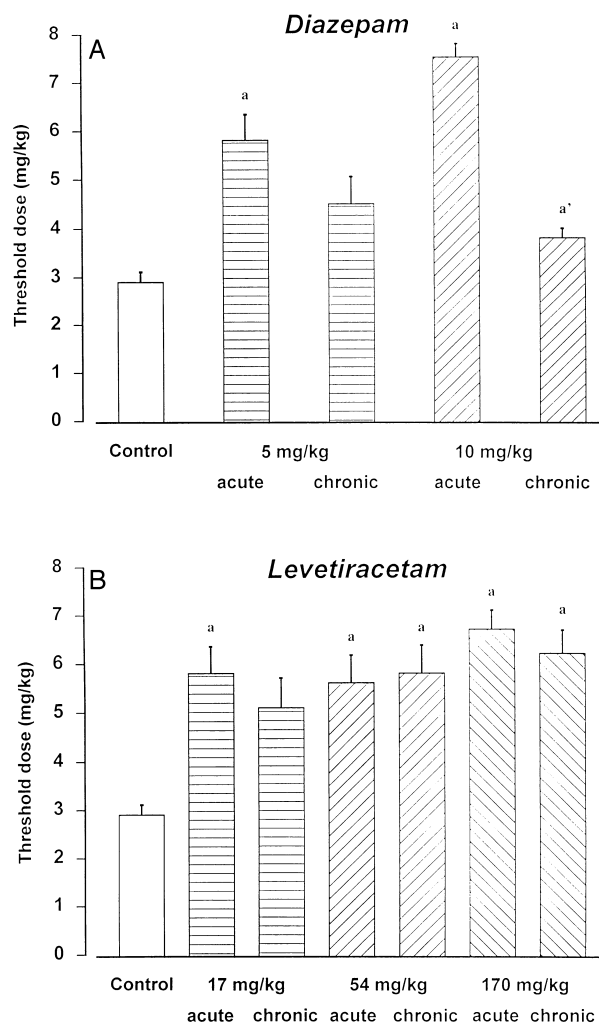 Diazepam
A
8
7
6
5
4
3
2
1
0
Threshold dose (mg/kg)
a
a
a'
Control
5 mg/kg
10 mg/kg
acute
chronic
acute
chronic
Levetiracetam
B
8
7
6
5
4
3
2
1
0
Threshold dose (mg/kg)
a
a
a
a
a
Control
17 mg/kg
54 mg/kg
170 mg/kg
acute
chronic
acute
chronic
acute
chronic